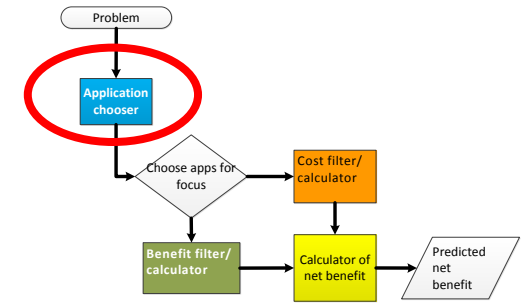 Problem
Application
chooser
Choose apps for
focus
Cost filter/
calculator
Benefit filter/
calculator
Calculator of
net benefit
Predicted
net
benefit